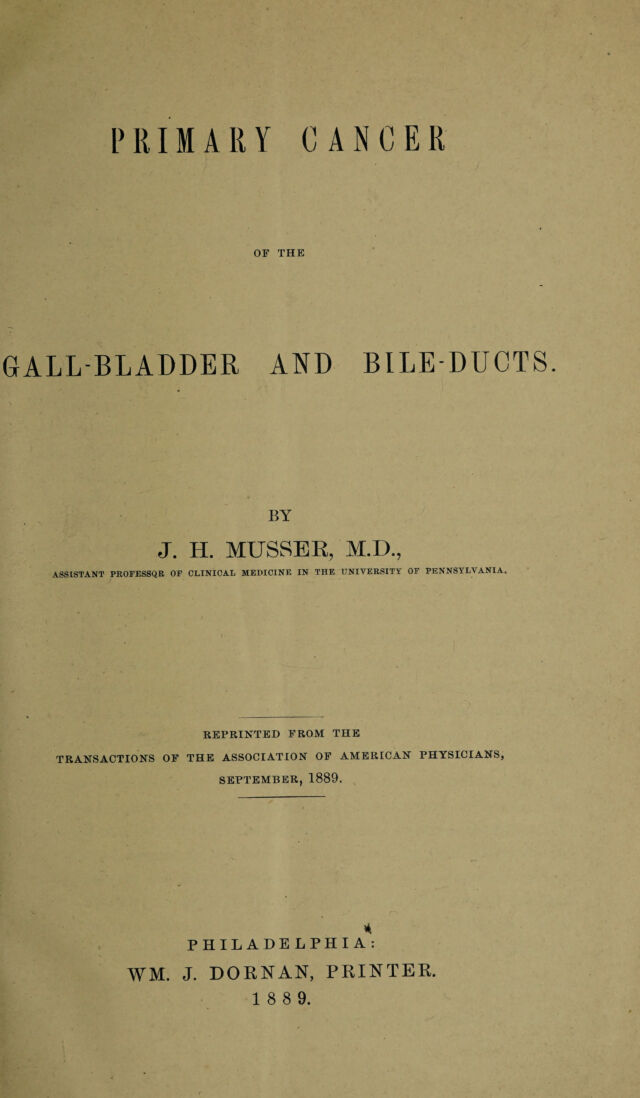 PRIMARY CANCER
OF THE
GALL-BLADDER AND BILE-DUCTS.
BY
J. H. MUSSER, M.D.,
ASSISTANT PROFESSOR OF CLINICAL MEDICINE IN THE UNIVERSITY OF PENNSYLVANIA.
REPRINTED FROM THE
TRANSACTIONS OF THE ASSOCIATION OF AMERICAN PHYSICIANS,
SEPTEMBER, 1889.
PHILADELPHIA:
WM. J. DORNAN, PRINTER.
1889.